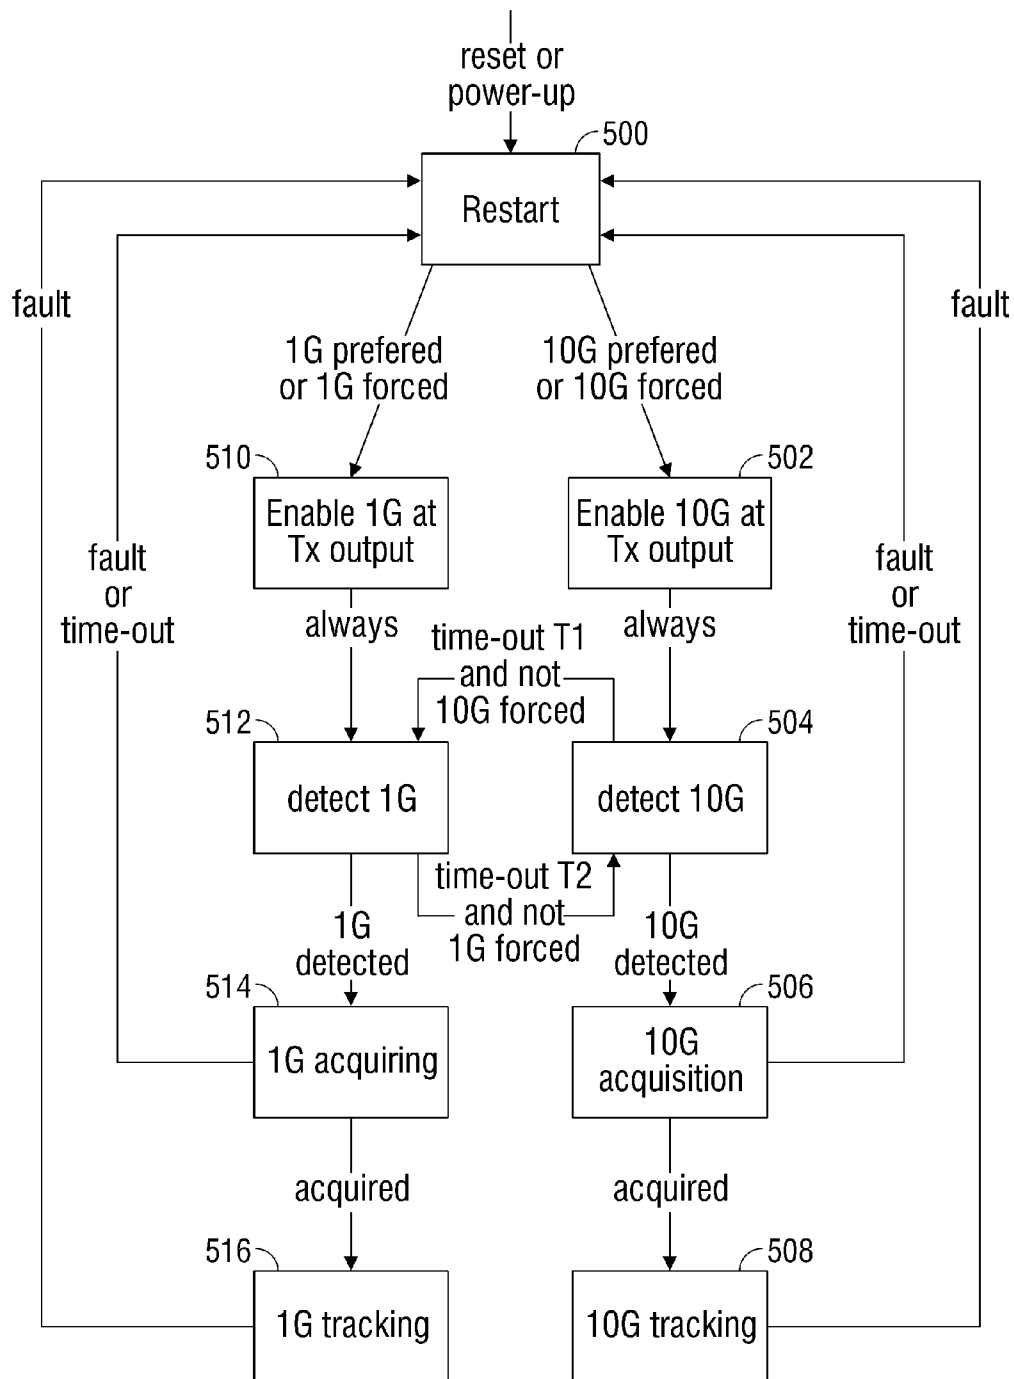 reset or
power-up
500
Restart
fault
fault
1G prefered
or 1G forced
10G prefered
or 10G forced
510
502
Enable 1G at
Tx output
Enable 10G at
Tx output
fault
or
time-out
fault
or
time-out
always
always
time-out T1
and not
10G forced
512
504
detect 1G
detect 10G
time-out T2
and not
1G forced
1G
detected
10G
detected
514
506
1G acquiring
10G
acquisition
acquired
acquired
516
508
1G tracking
10G tracking